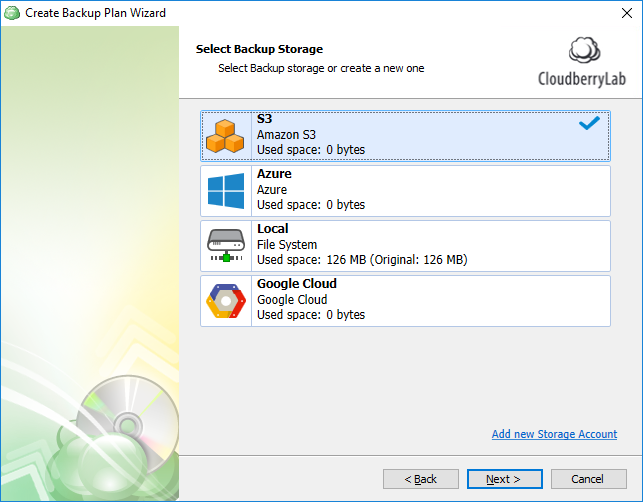 Create Backup Plan Wizard
Select Backup Storage
Select Backup storage or create a new one
CloudberryLab
S3
Amazon S3
Used space: 0 bytes
Azure
Azure
Used space: 0 bytes
Local
File System
Used space: 126 MB (Original: 126 MB)
Google Cloud
Google Cloud
Used space: 0 bytes
Add new Storage Account
< Back
Next >
Cancel